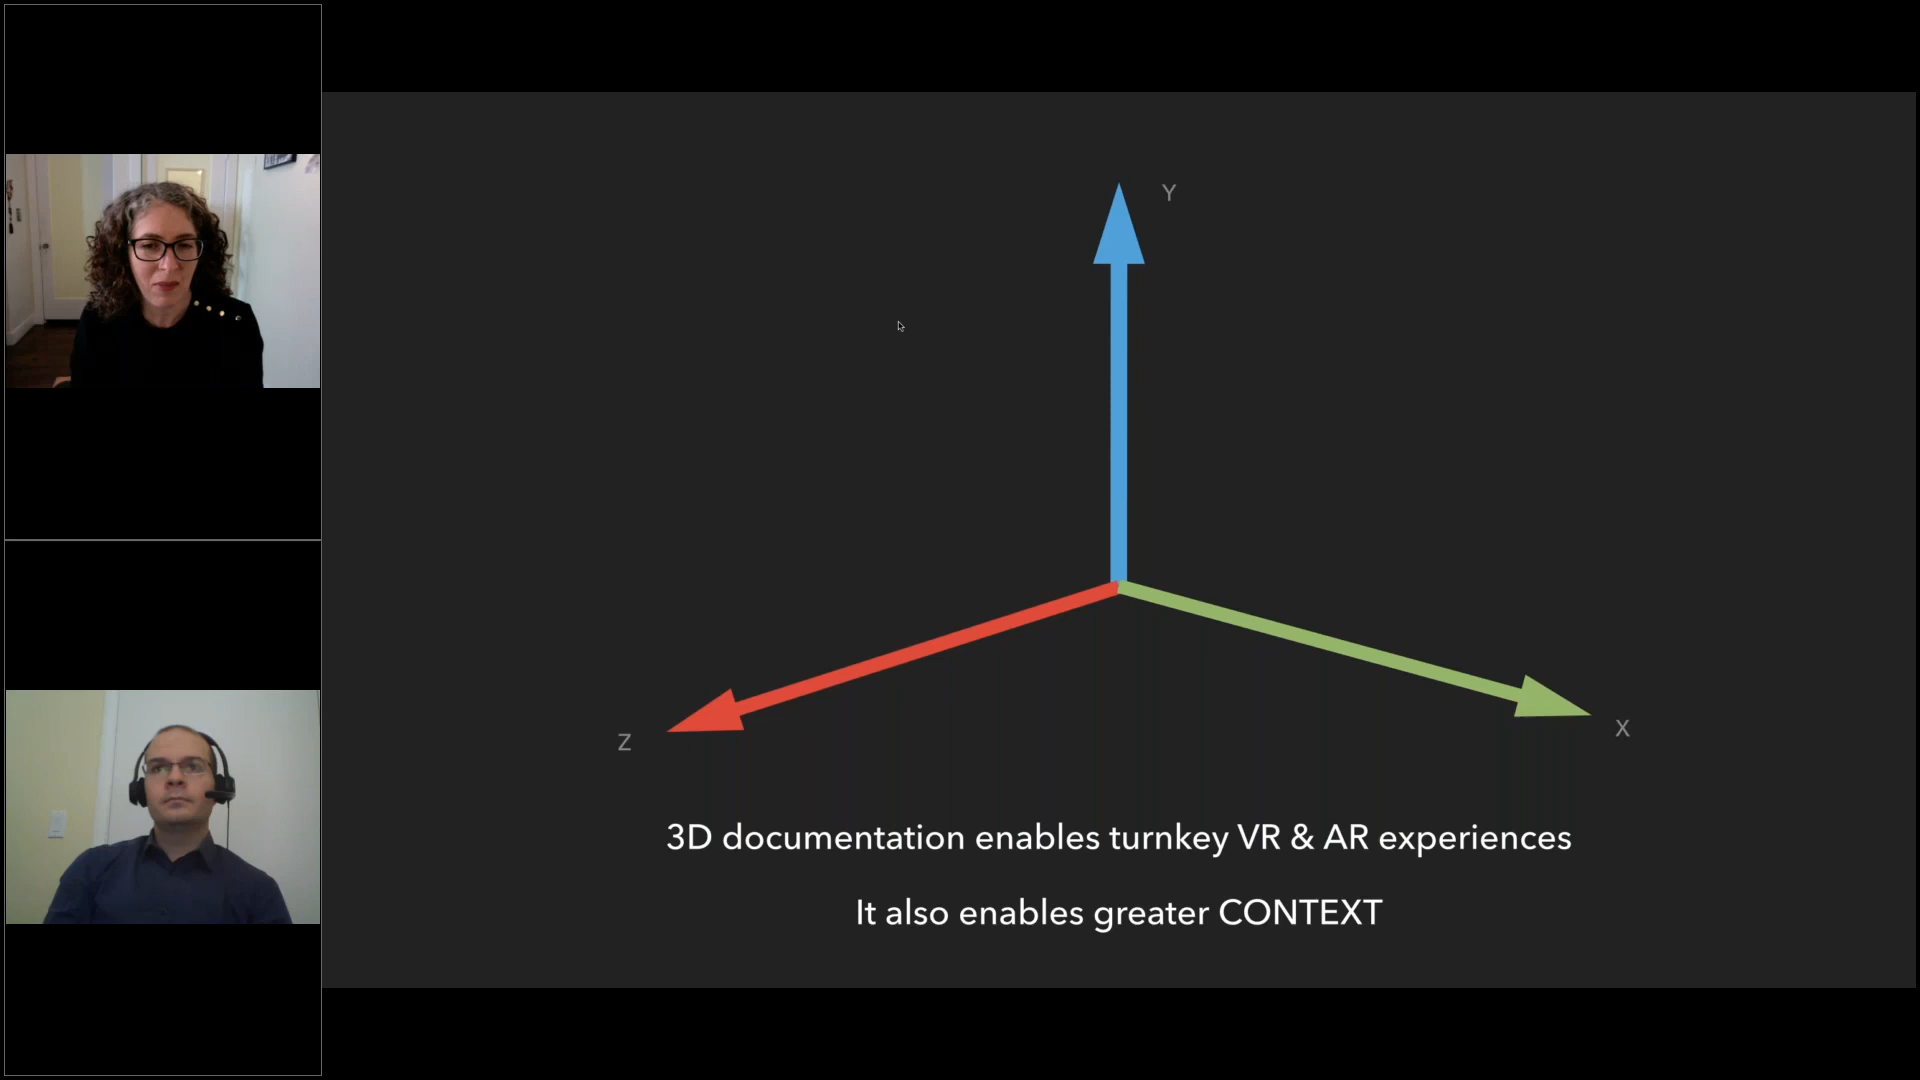 Y
Z
X
3D documentation enables turnkey VR & AR experiences
It also enables greater CONTEXT